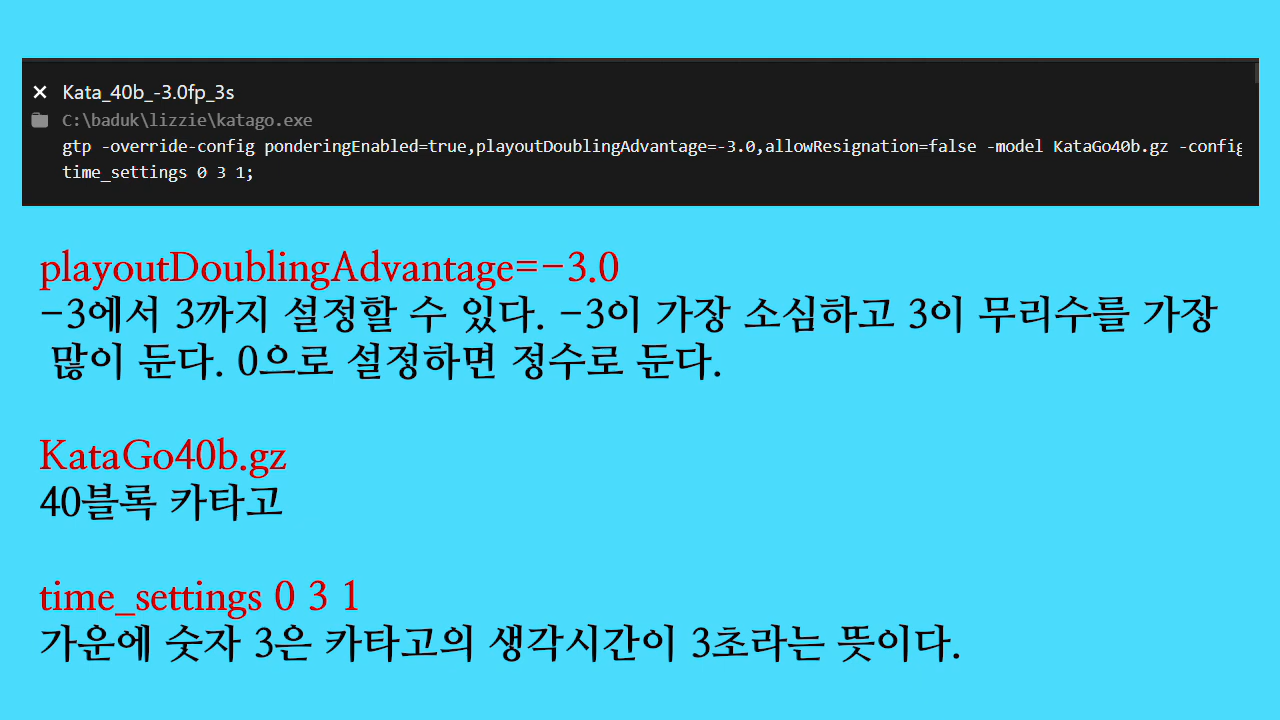 Kata_40b_-3.0fp_3s
C:\baduk\lizzie\katago.exe
gtp -override-config ponderingEnabled=true,playoutDoublingAdvantage=-3.0,allowResignation=false -model KataGo40b.gz -config
time_settings 0 3 1;
playoutDoublingAdvantage=-3.0
-3에서 3까지 설정할 수 있다. -3이 가장 소심하고 3이 무리수를 가장
많이 둔다. 0으로 설정하면 정수로 둔다.
KataGo40b.gz
40블록 카타고
time_settings 0 3 1
가운에 숫자 3은 카타고의 생각시간이 3초라는 뜻이다.